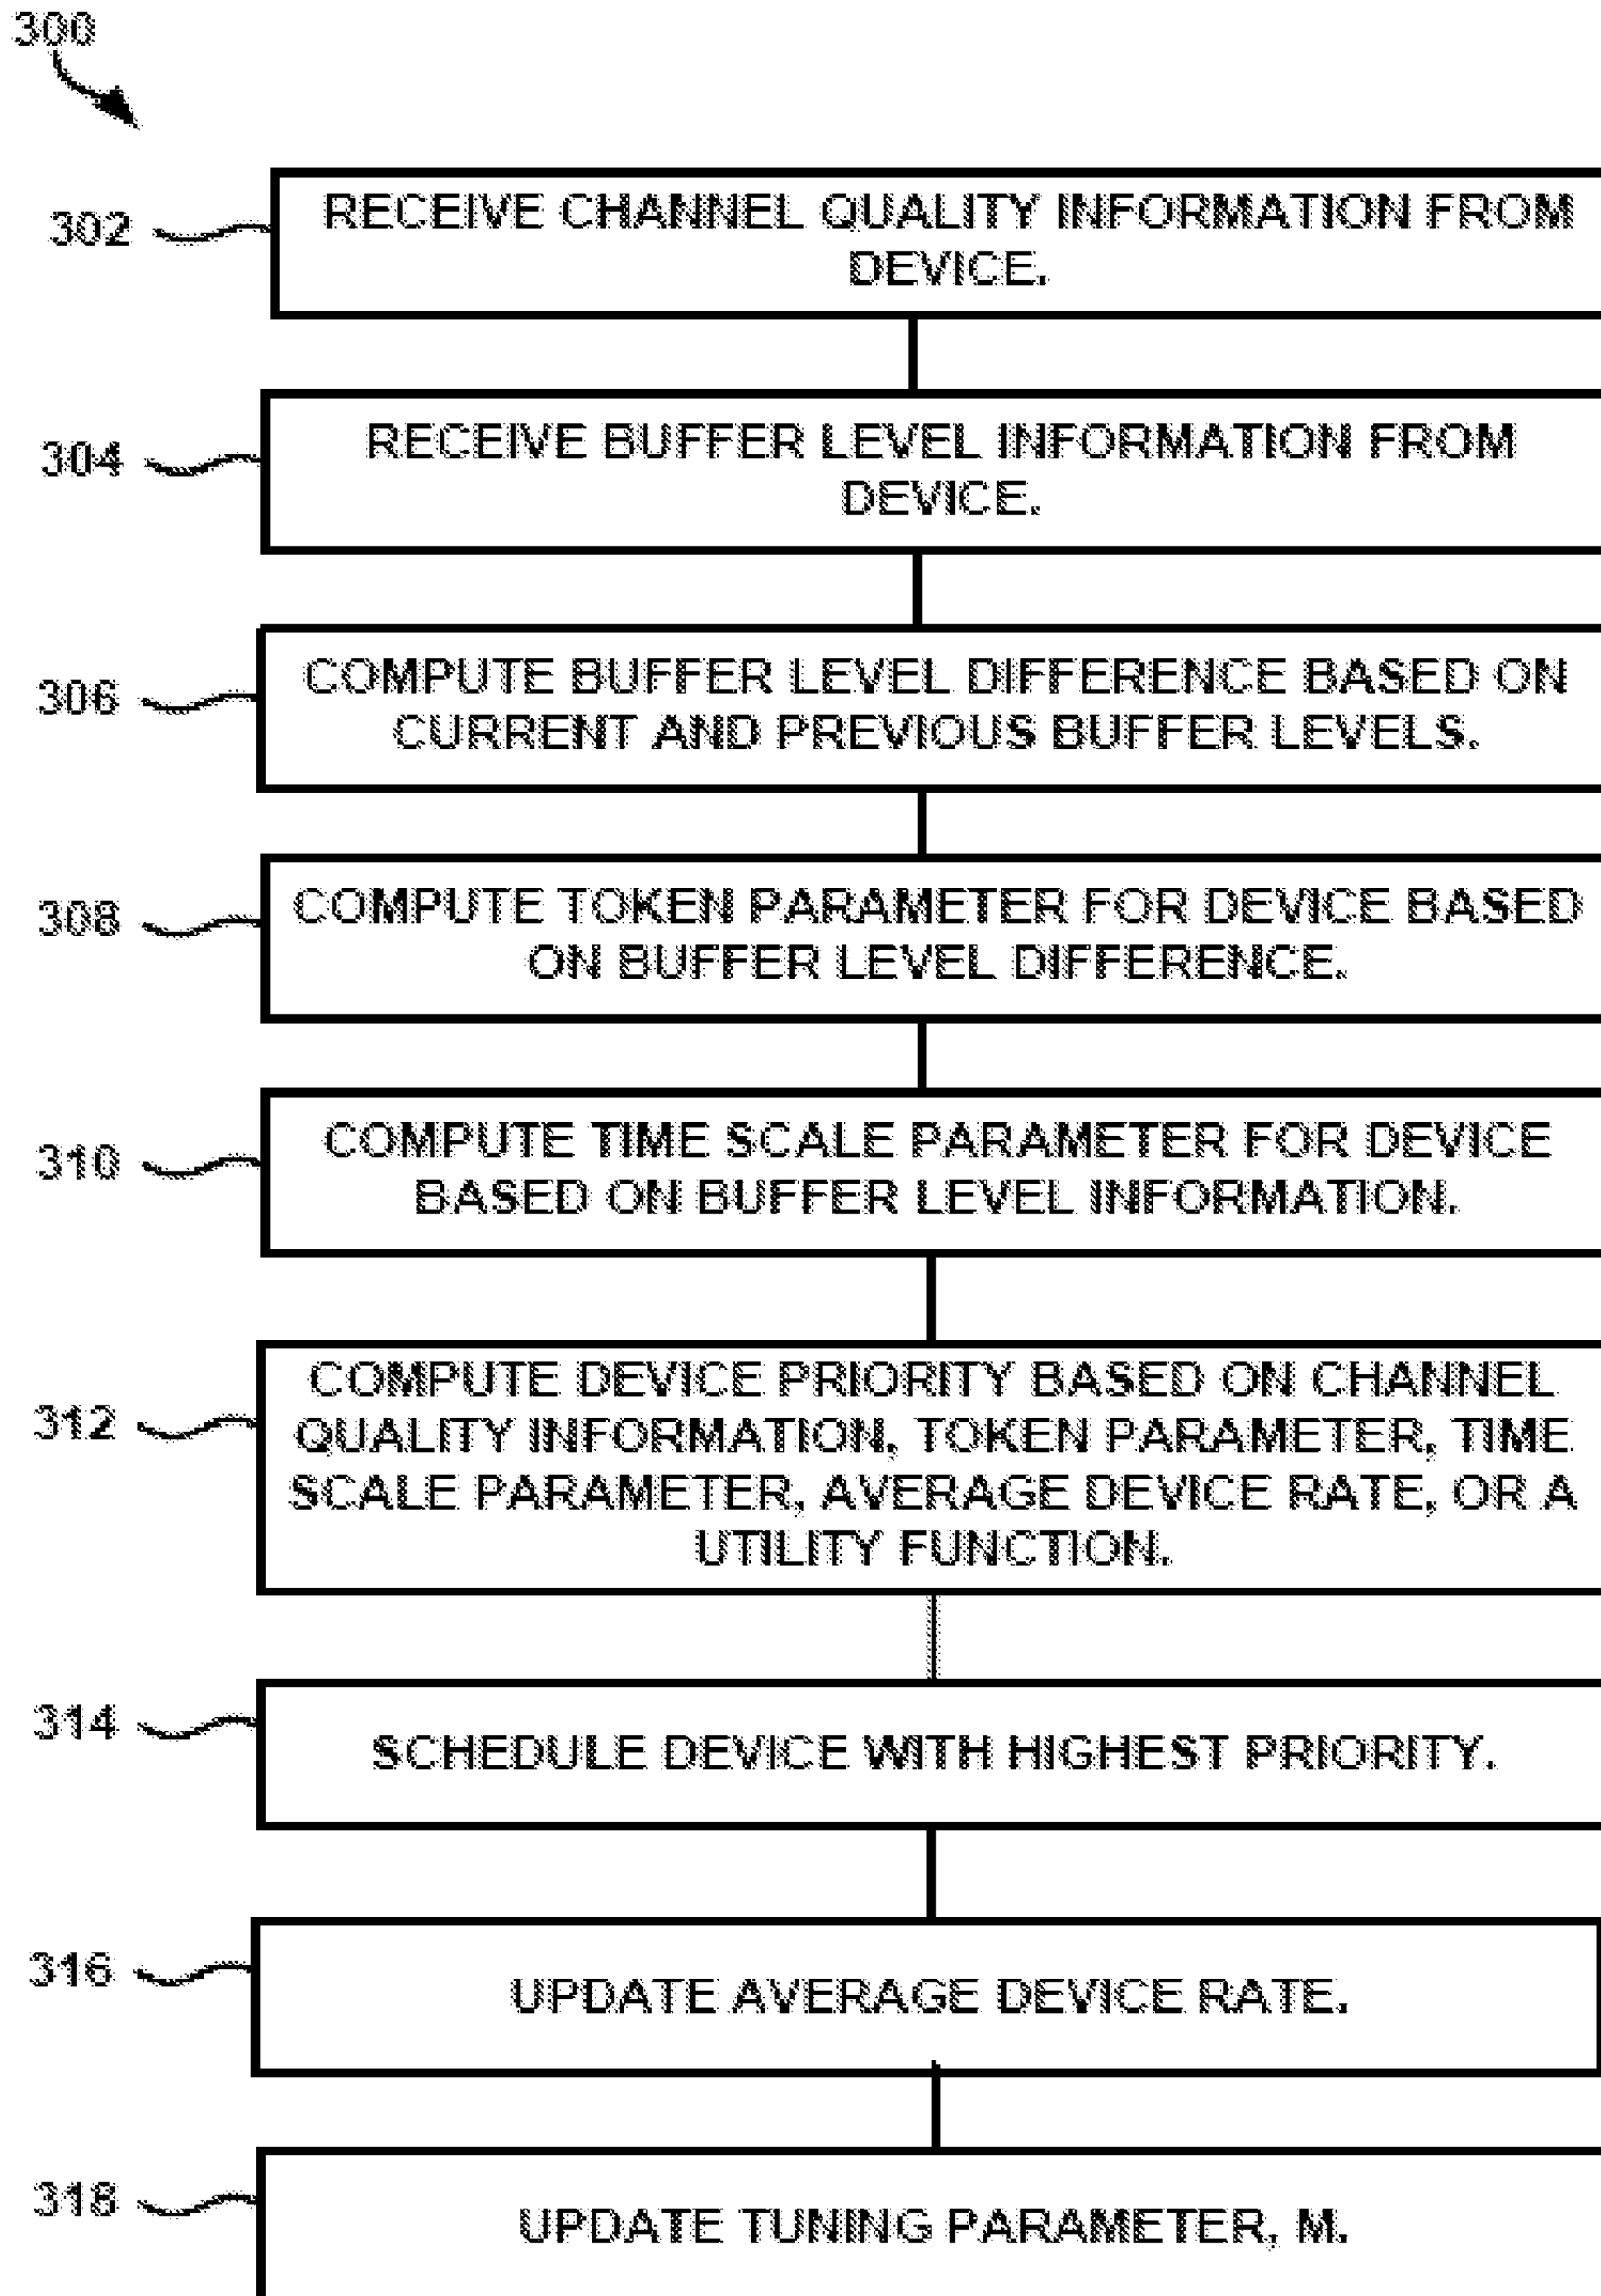 300
302
RECEIVE CHANNEL QUALITY INFORMATION FROM
DEVICE.
304
RECEIVE BUFFER LEVEL INFORMATION FROM
DEVICE.
306
COMPUTE BUFFER LEVEL DIFFERENCE BASED ON
CURRENT AND PREVIOUS BUFFER LEVELS.
308
COMPUTE TOKEN PARAMETER FOR DEVICE BASED
ON BUFFER LEVEL DIFFERENCE.
310
COMPUTE TIME SCALE PARAMETER FOR DEVICE
BASED ON BUFFER LEVEL INFORMATION.
312
COMPUTE DEVICE PRIORITY BASED ON CHANNEL
QUALITY INFORMATION, TOKEN PARAMETER, TIME
SCALE PARAMETER, AVERAGE DEVICE RATE, OR A
UTILITY FUNCTION.
314
SCHEDULE DEVICE WITH HIGHEST PRIORITY.
316
UPDATE AVERAGE DEVICE RATE.
318
UPDATE TUNING PARAMETER, M.